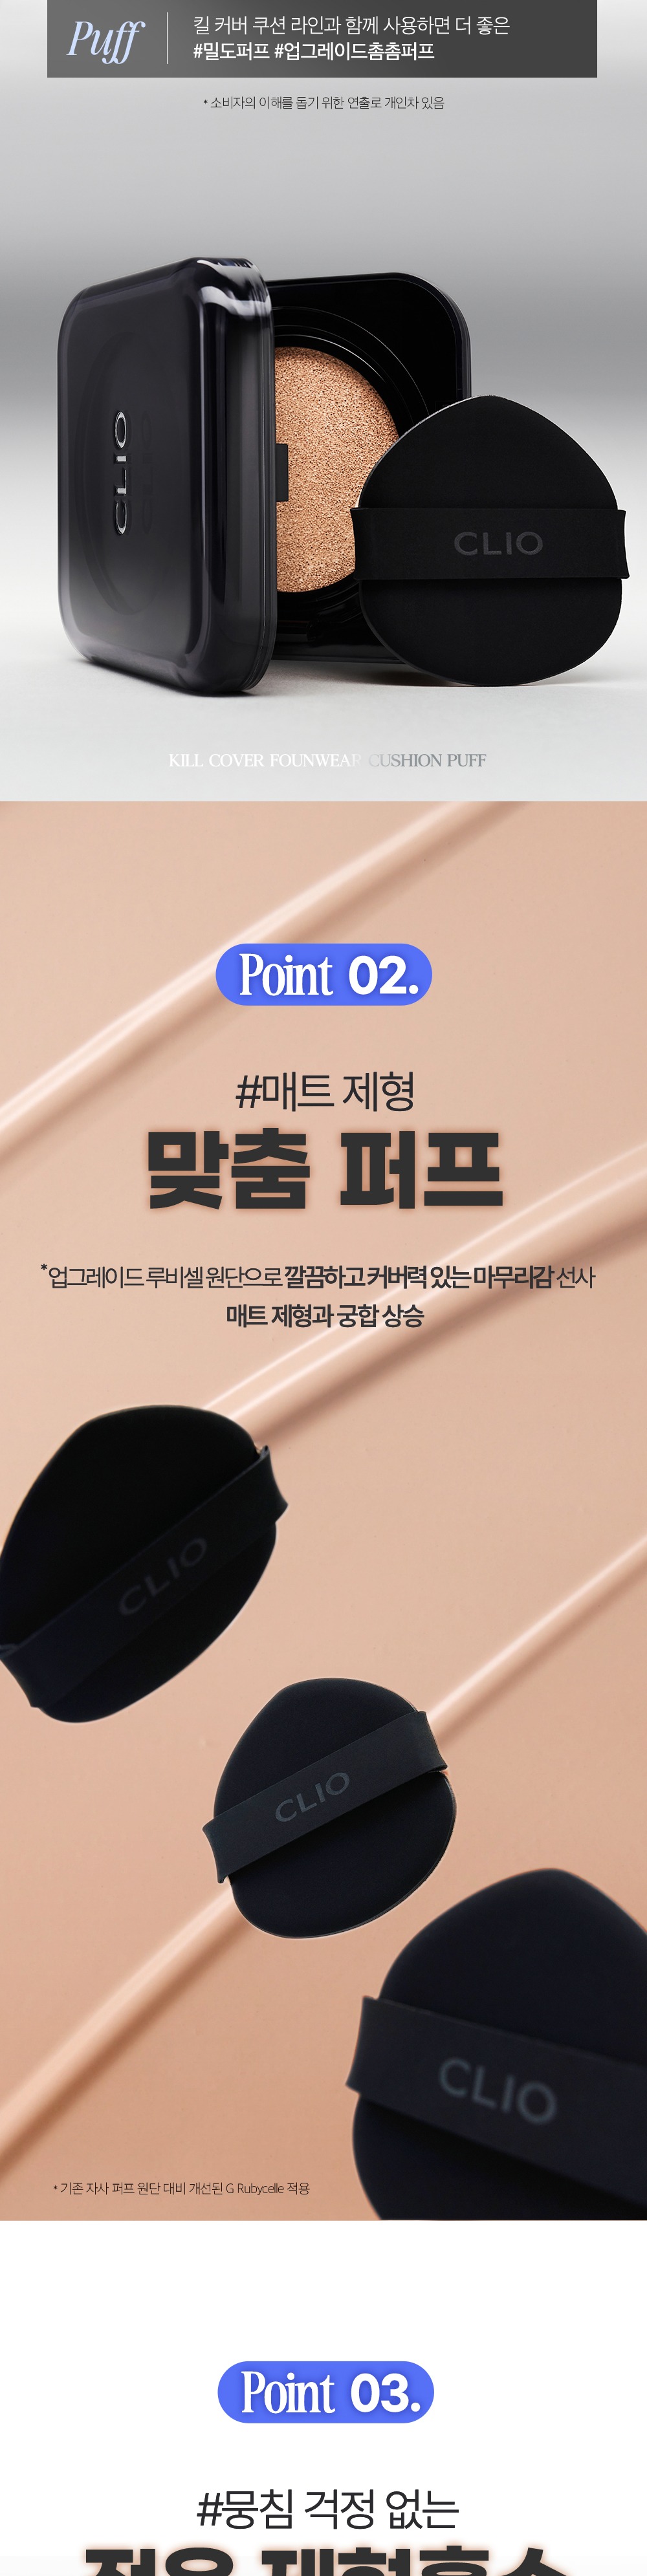 Puff
킬 커버 쿠션 라인과 함께 사용하면 더 좋은
#밀도퍼프 #업그레이드촘촘퍼프
* 소비자의 이해를 돕기 위한 연출로 개인차 있음
CLIO
CLIO
KILL COVER FOUNWEAR CUSHION PUFF
Point 02.
#매트 제형
맞춤 퍼프
*업그레이드 루비셀 원단으로 깔끔하고 커버력 있는 마무리감 선사
매트 제형과 궁합 상승
CLIO
CLIO
CLIO
* 기존 자사 퍼프 원단 대비 개선된 G Rubycelle 적용
Point 03.
#뭉침 걱정 없는